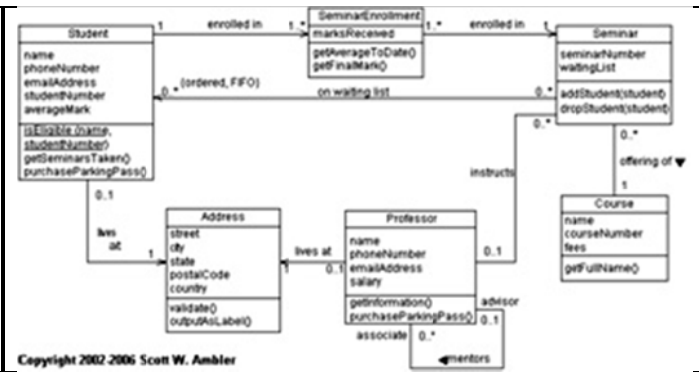 Student
name
phoneNumber
emailAddress
studentNumber
averageMark
isEligible (name,
studentNumber)
getSeminarsTaken()
purchaseParkingPass()
1
enrolled in
1..*
SeminarEnrollment
marksReceived
getAverageToDate()
getFinalMark()
1..*
enrolled in
1
Seminar
seminarNumber
waitingList
addStudent(student)
dropStudent(student)
(ordered, FIFO)
0..*
on waiting list
0..*
0..*
0..*
instructs
offering of
1
Course
name
courseNumber
fees
getFullName()
0..1
lives
at
1
Address
street
city
state
postalCode
country
validate()
outputAsLabel()
lives at
1
0..1
Professor
name
phoneNumber
emailAddress
salary
getInformation()
purchaseParkingPass()
0..1
advisor
0..1
associate
0..*
mentors
Copyright 2002-2006 Scott W. Ambler